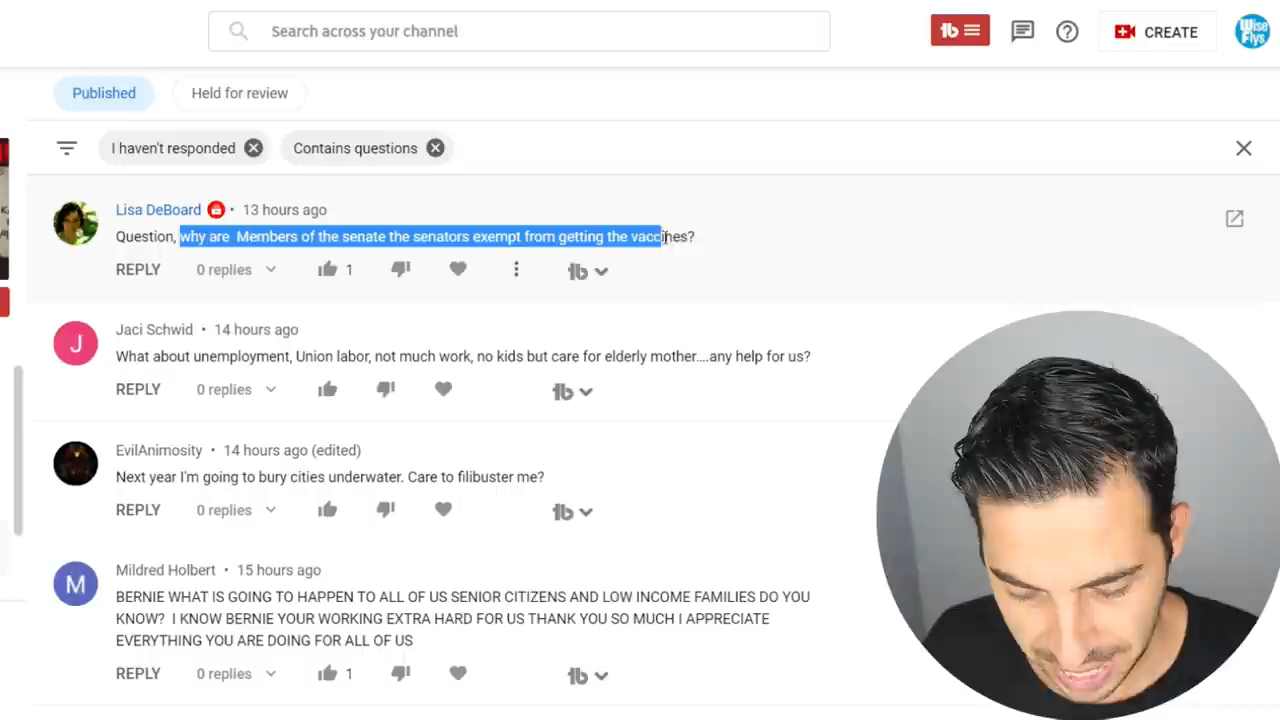 Search across your channel
CREATE
Wise
Flys
Published
Held for review
I haven't responded
Contains questions
Lisa DeBoard • 13 hours ago
Question, why are Members of the senate the senators exempt from getting the vaccines?
REPLY 0 replies 1
Jaci Schwid • 14 hours ago
J
What about unemployment, Union labor, not much work, no kids but care for elderly mother....any help for us?
REPLY 0 replies
EvilAnimosity • 14 hours ago (edited)
Next year I'm going to bury cities underwater. Care to filibuster me?
REPLY 0 replies
Mildred Holbert • 15 hours ago
M
BERNIE WHAT IS GOING TO HAPPEN TO ALL OF US SENIOR CITIZENS AND LOW INCOME FAMILIES DO YOU
KNOW? I KNOW BERNIE YOUR WORKING EXTRA HARD FOR US THANK YOU SO MUCH I APPRECIATE
EVERYTHING YOU ARE DOING FOR ALL OF US
REPLY 0 replies 1